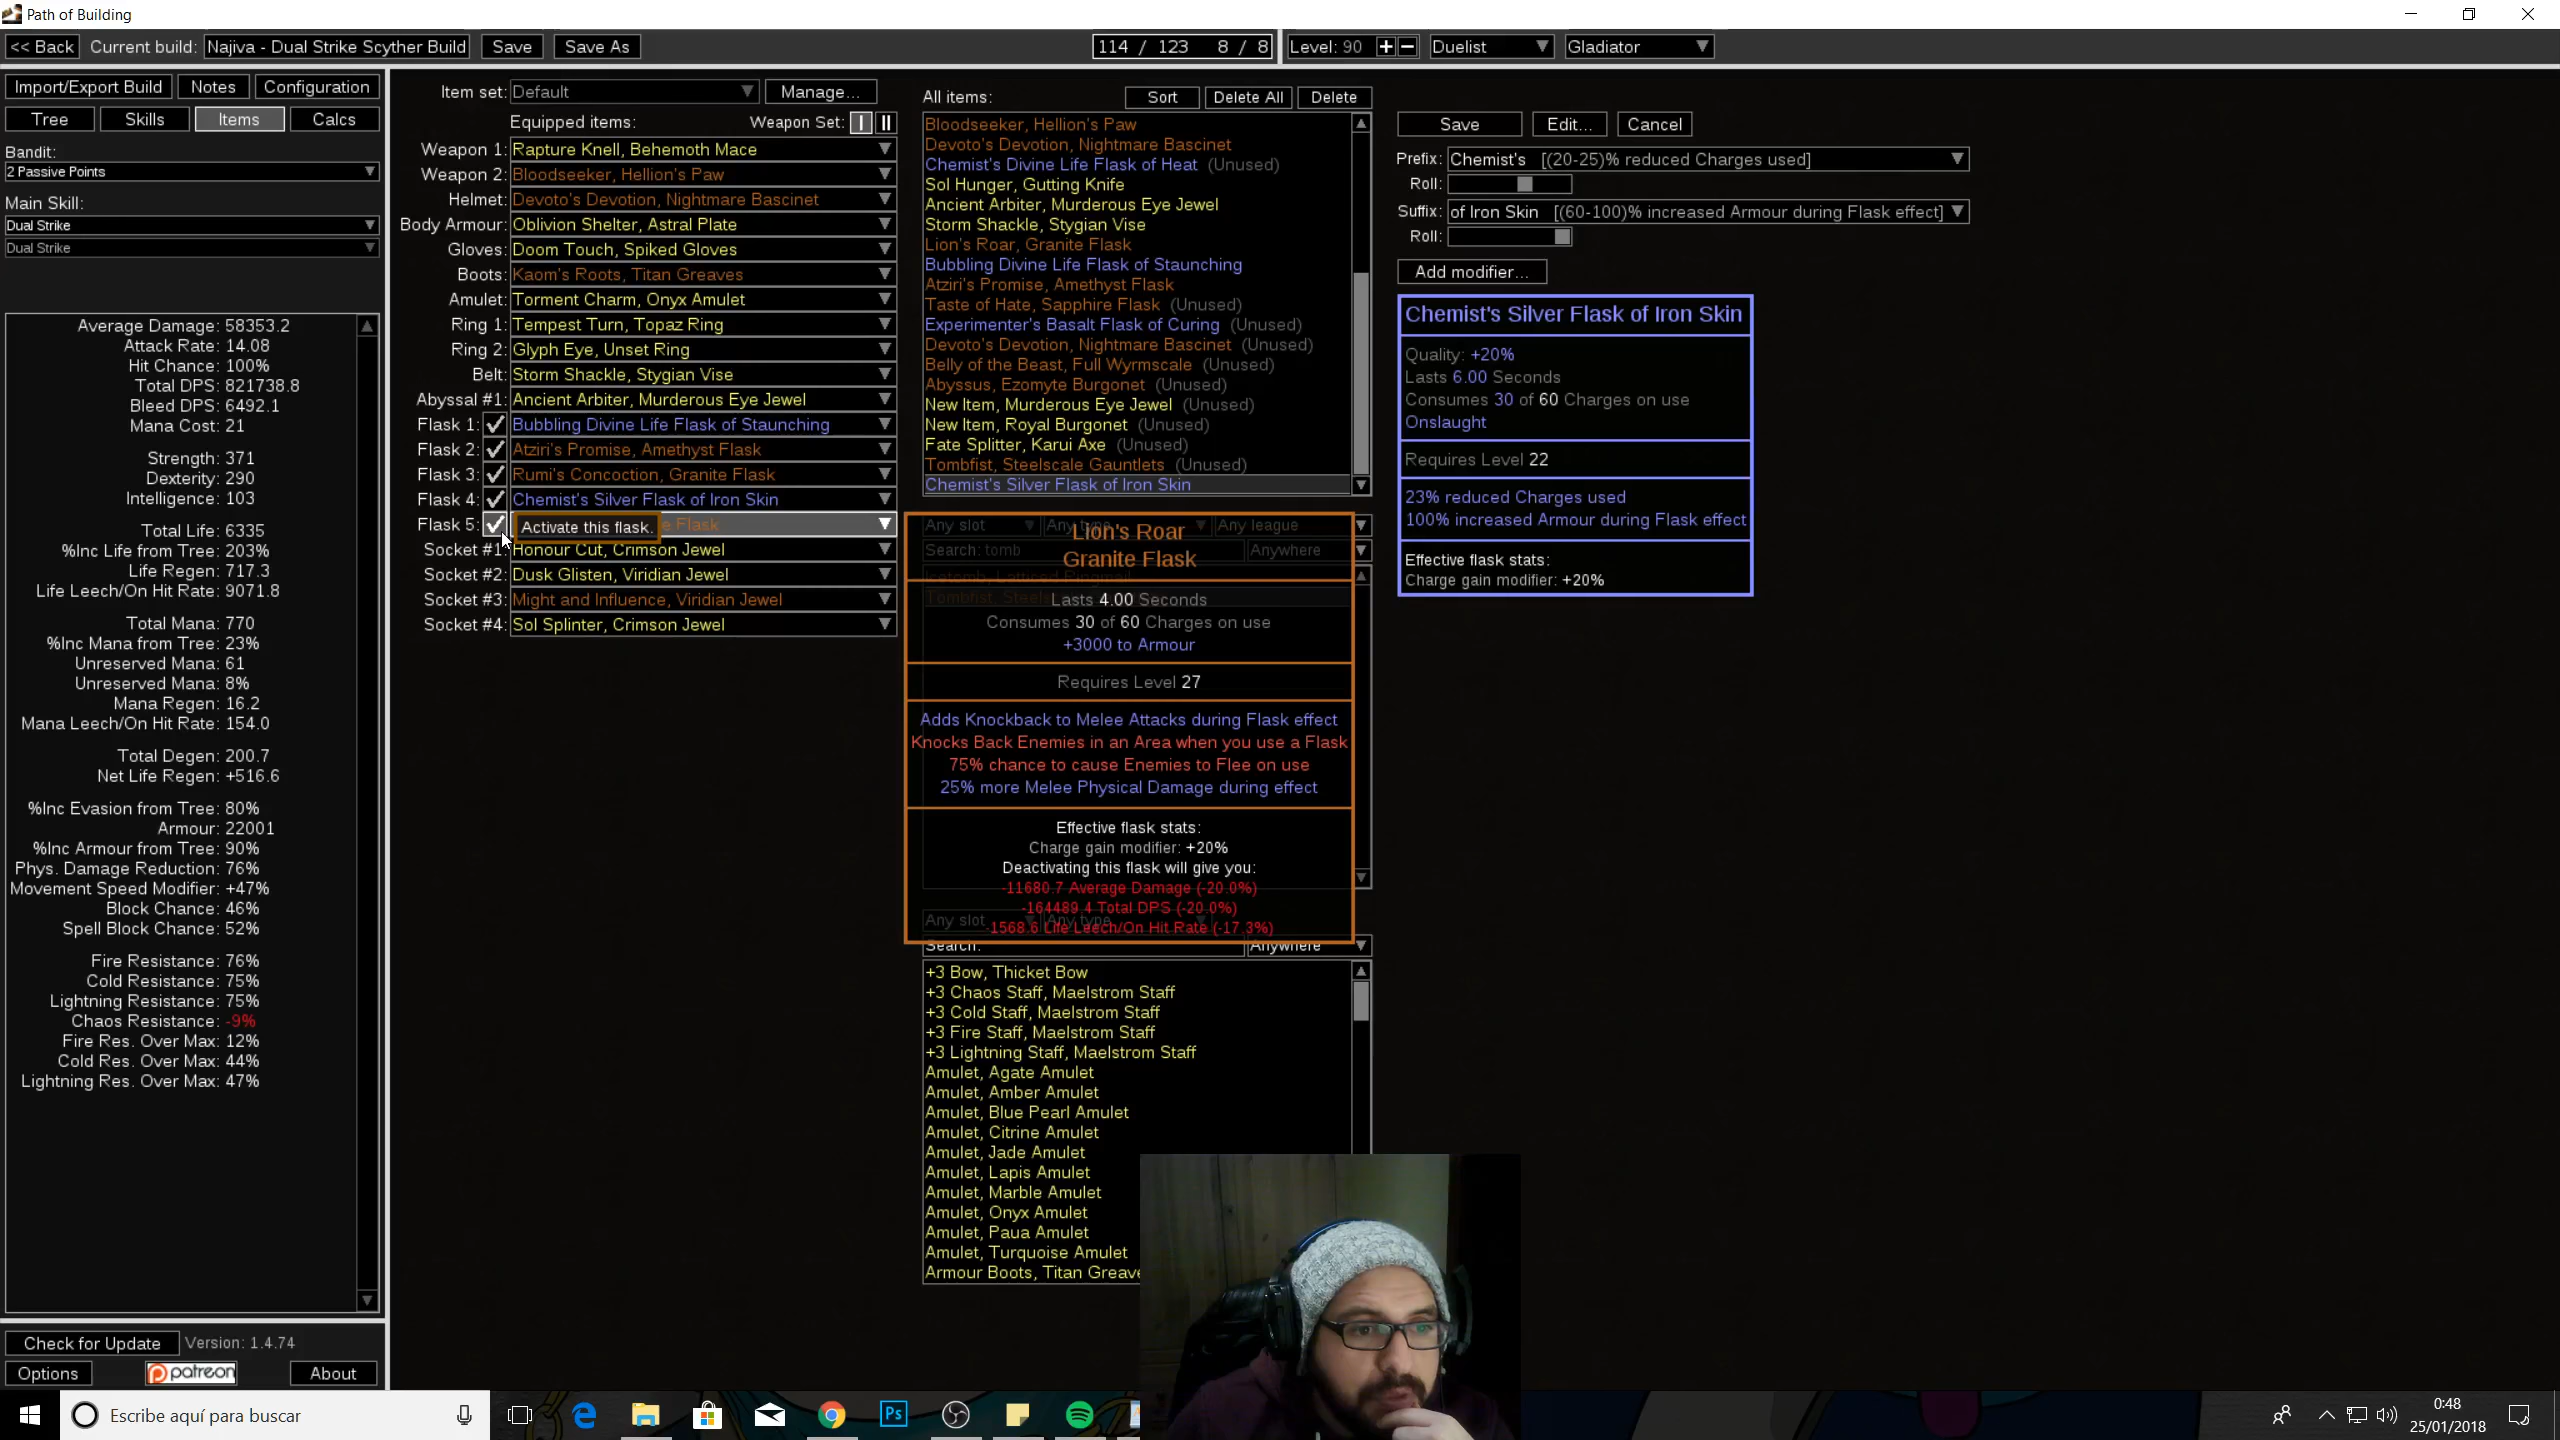 Path of Building
<< Back
Current build: Najiva - Dual Strike Scyther Build
Save
Save As
114 / 123 8 / 8
Level: 90
Duelist
Gladiator
Import/Export Build
Notes
Configuration
Tree
Skills
Items
Calcs
Bandit:
2 Passive Points
Main Skill:
Dual Strike
Dual Strike
Average Damage: 58353.2
Attack Rate: 14.08
Hit Chance: 100%
Total DPS: 821738.8
Bleed DPS: 6492.1
Mana Cost: 21
Strength: 371
Dexterity: 290
Intelligence: 103
Total Life: 6335
%Inc Life from Tree: 203%
Life Regen: 717.3
Life Leech/On Hit Rate: 9071.8
Total Mana: 770
%Inc Mana from Tree: 23%
Unreserved Mana: 61
Unreserved Mana: 8%
Mana Regen: 16.2
Mana Leech/On Hit Rate: 154.0
Total Degen: 200.7
Net Life Regen: +516.6
%Inc Evasion from Tree: 80%
Armour: 22001
%Inc Armour from Tree: 90%
Phys. Damage Reduction: 76%
Movement Speed Modifier: +47%
Block Chance: 46%
Spell Block Chance: 52%
Fire Resistance: 76%
Cold Resistance: 75%
Lightning Resistance: 75%
Chaos Resistance: -9%
Fire Res. Over Max: 12%
Cold Res. Over Max: 44%
Lightning Res. Over Max: 47%
Check for Update
Version: 1.4.74
Options
patreon
About
Item set: Default
Manage...
Equipped items:
Weapon Set: I II
Weapon 1: Rapture Knell, Behemoth Mace
Weapon 2: Bloodseeker, Hellion's Paw
Helmet: Devoto's Devotion, Nightmare Bascinet
Body Armour: Oblivion Shelter, Astral Plate
Gloves: Doom Touch, Spiked Gloves
Boots: Kaom's Roots, Titan Greaves
Amulet: Torment Charm, Onyx Amulet
Ring 1: Tempest Turn, Topaz Ring
Ring 2: Glyph Eye, Unset Ring
Belt: Storm Shackle, Stygian Vise
Abyssal #1: Ancient Arbiter, Murderous Eye Jewel
Flask 1: Bubbling Divine Life Flask of Staunching
Flask 2: Atziri's Promise, Amethyst Flask
Flask 3: Rumi's Concoction, Granite Flask
Flask 4: Chemist's Silver Flask of Iron Skin
Flask 5: Activate this flask. e Flask
Socket #1: Honour Cut, Crimson Jewel
Socket #2: Dusk Glisten, Viridian Jewel
Socket #3: Might and Influence, Viridian Jewel
Socket #4: Sol Splinter, Crimson Jewel
All items:
Sort
Delete All
Delete
Bloodseeker, Hellion's Paw
Devoto's Devotion, Nightmare Bascinet
Chemist's Divine Life Flask of Heat (Unused)
Sol Hunger, Gutting Knife
Ancient Arbiter, Murderous Eye Jewel
Storm Shackle, Stygian Vise
Lion's Roar, Granite Flask
Bubbling Divine Life Flask of Staunching
Atziri's Promise, Amethyst Flask
Taste of Hate, Sapphire Flask (Unused)
Experimenter's Basalt Flask of Curing (Unused)
Devoto's Devotion, Nightmare Bascinet (Unused)
Belly of the Beast, Full Wyrmscale (Unused)
Abyssus, Ezomyte Burgonet (Unused)
New Item, Murderous Eye Jewel (Unused)
New Item, Royal Burgonet (Unused)
Fate Splitter, Karui Axe (Unused)
Tombfist, Steelscale Gauntlets (Unused)
Chemist's Silver Flask of Iron Skin
Any slot
Any type
Any league
Search: tomb
Anywhere
Lion's Roar
Granite Flask
Lasts 4.00 Seconds
Consumes 30 of 60 Charges on use
+3000 to Armour
Requires Level 27
Adds Knockback to Melee Attacks during Flask effect
Knocks Back Enemies in an Area when you use a Flask
75% chance to cause Enemies to Flee on use
25% more Melee Physical Damage during effect
Effective flask stats:
Charge gain modifier: +20%
Deactivating this flask will give you:
-11680.7 Average Damage (-20.0%)
-164489.4 Total DPS (-20.0%)
-1568.6 Life Leech/On Hit Rate (-17.3%)
Any slot
Any type
Search:
Anywhere
+3 Bow, Thicket Bow
+3 Chaos Staff, Maelstrom Staff
+3 Cold Staff, Maelstrom Staff
+3 Fire Staff, Maelstrom Staff
+3 Lightning Staff, Maelstrom Staff
Amulet, Agate Amulet
Amulet, Amber Amulet
Amulet, Blue Pearl Amulet
Amulet, Citrine Amulet
Amulet, Jade Amulet
Amulet, Lapis Amulet
Amulet, Marble Amulet
Amulet, Onyx Amulet
Amulet, Paua Amulet
Amulet, Turquoise Amulet
Armour Boots, Titan Greave
Save
Edit...
Cancel
Prefix: Chemist's [(20-25)% reduced Charges used]
Roll:
Suffix: of Iron Skin [(60-100)% increased Armour during Flask effect]
Roll:
Add modifier...
Chemist's Silver Flask of Iron Skin
Quality: +20%
Lasts 6.00 Seconds
Consumes 30 of 60 Charges on use
Onslaught
Requires Level 22
23% reduced Charges used
100% increased Armour during Flask effect
Effective flask stats:
Charge gain modifier: +20%
Escribe aquí para buscar
Ps
0:48
25/01/2018